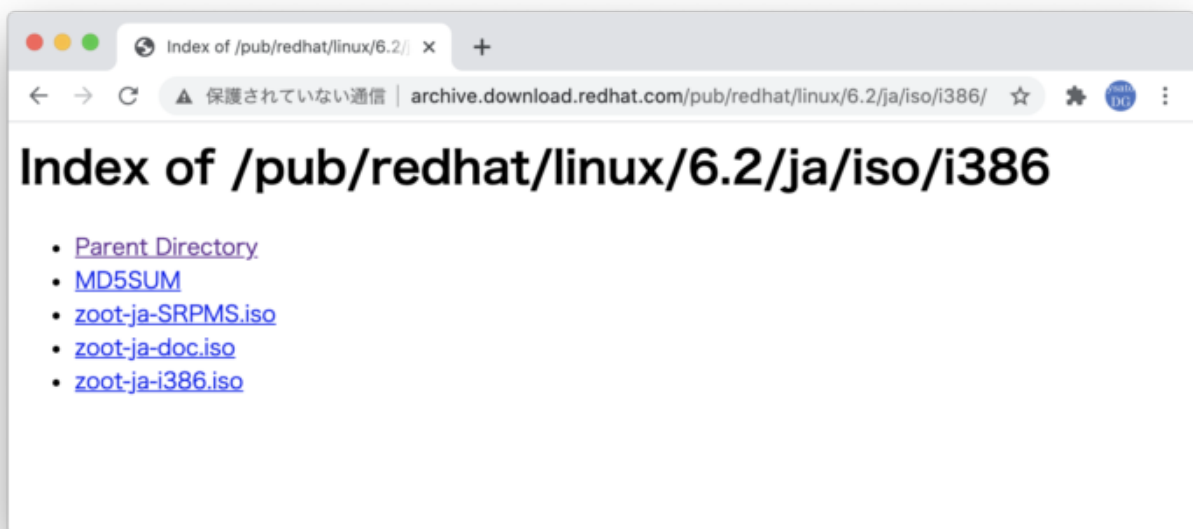 Index of /pub/redhat/linux/6.2/
保護されていない通信 | archive.download.redhat.com/pub/redhat/linux/6.2/ja/iso/i386/
DG
Index of /pub/redhat/linux/6.2/ja/iso/i386
Parent Directory
MD5SUM
zoot-ja-SRPMS.iso
zoot-ja-doc.iso
zoot-ja-i386.iso